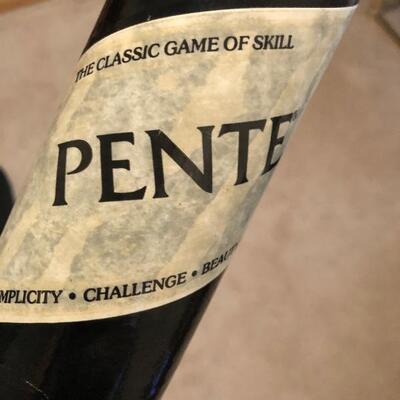 THE CLASSIC GAME OF SKILL
PENTE
• CHALLENGE •